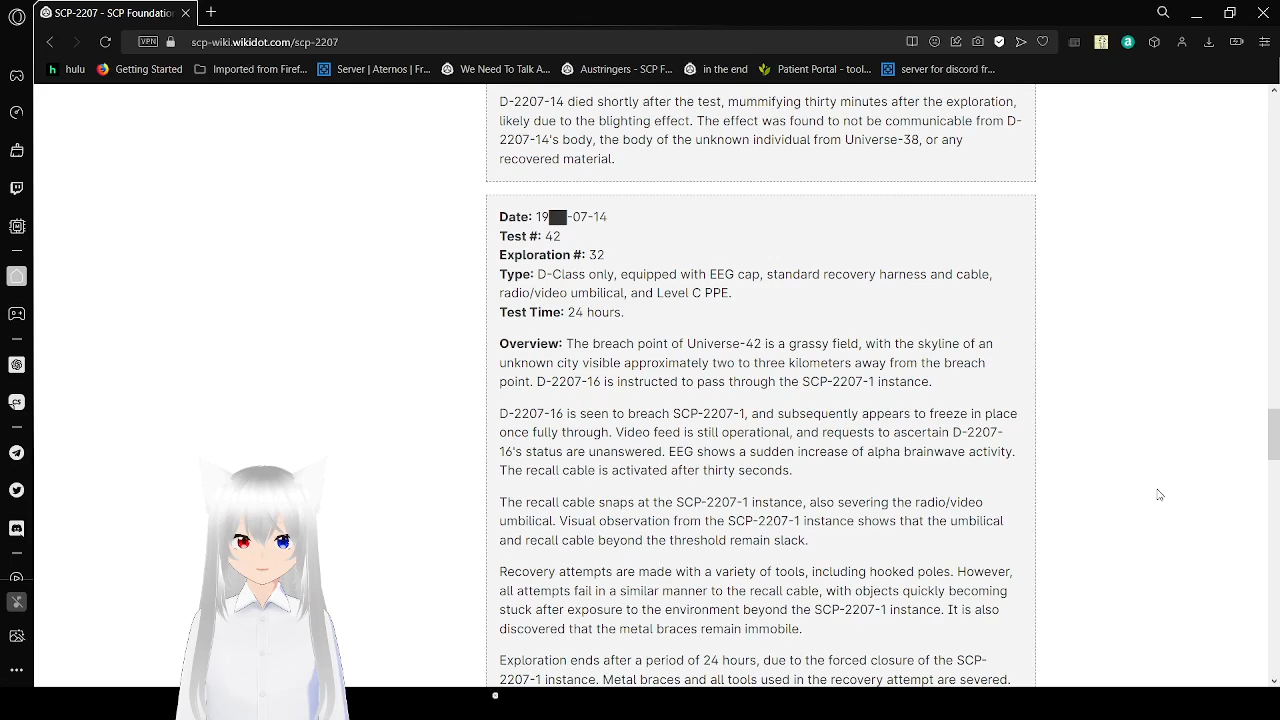 SCP-2207 - SCP Foundatio
VPN
scp-wiki.wikidot.com/scp-2207
hulu
Getting Started
Imported from Firef...
Server | Aternos | Fr...
We Need To Talk A...
Austringers - SCP F...
in the end
Patient Portal - tool...
server for discord fr...
D-2207-14 died shortly after the test, mummifying thirty minutes after the exploration,
likely due to the blighting effect. The effect was found to not be communicable from D-
2207-14's body, the body of the unknown individual from Universe-38, or any
recovered material.
Date: 19██-07-14
Test #: 42
Exploration #: 32
Type: D-Class only, equipped with EEG cap, standard recovery harness and cable,
radio/video umbilical, and Level C PPE.
Test Time: 24 hours.
Overview: The breach point of Universe-42 is a grassy field, with the skyline of an
unknown city visible approximately two to three kilometers away from the breach
point. D-2207-16 is instructed to pass through the SCP-2207-1 instance.
D-2207-16 is seen to breach SCP-2207-1, and subsequently appears to freeze in place
once fully through. Video feed is still operational, and requests to ascertain D-2207-
16's status are unanswered. EEG shows a sudden increase of alpha brainwave activity.
The recall cable is activated after thirty seconds.
The recall cable snaps at the SCP-2207-1 instance, also severing the radio/video
umbilical. Visual observation from the SCP-2207-1 instance shows that the umbilical
and recall cable beyond the threshold remain slack.
Recovery attempts are made with a variety of tools, including hooked poles. However,
all attempts fail in a similar manner to the recall cable, with objects quickly becoming
stuck after exposure to the environment beyond the SCP-2207-1 instance. It is also
discovered that the metal braces remain immobile.
Exploration ends after a period of 24 hours, due to the forced closure of the SCP-
2207-1 instance. Metal braces and all tools used in the recovery attempt are severed.